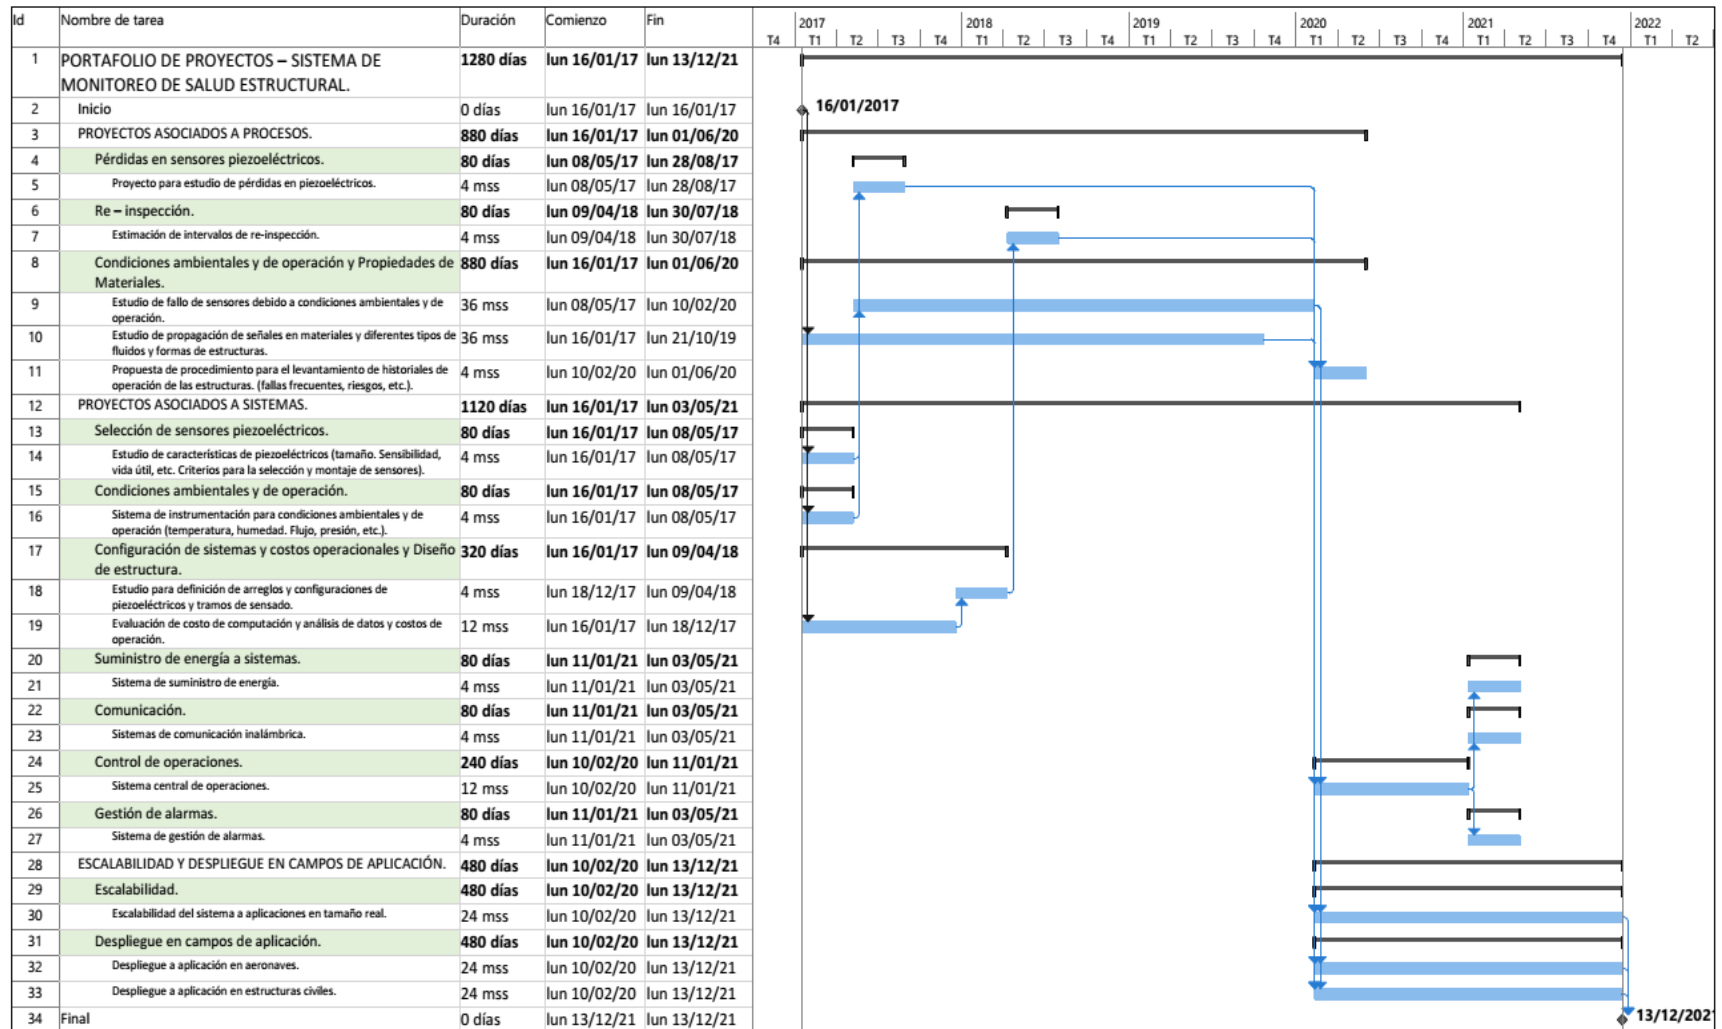 Id Nombre de tarea Duración Comienzo Fin 2017 2018 2019 2020 2021 2022
T4 T1 T2 T3 T4 T1 T2 T3 T4 T1 T2 T3 T4 T1 T2 T3 T4 T1 T2 T3 T4 T1 T2
1 PORTAFOLIO DE PROYECTOS – SISTEMA DE 1280 días lun 16/01/17 lun 13/12/21
MONITOREO DE SALUD ESTRUCTURAL.
2 Inicio 0 días lun 16/01/17 lun 16/01/17 16/01/2017
3 PROYECTOS ASOCIADOS A PROCESOS. 880 días lun 16/01/17 lun 01/06/20
4 Pérdidas en sensores piezoeléctricos. 80 días lun 08/05/17 lun 28/08/17
5 Proyecto para estudio de pérdidas en piezoeléctricos. 4 mss lun 08/05/17 lun 28/08/17
6 Re – inspección. 80 días lun 09/04/18 lun 30/07/18
7 Estimación de intervalos de re-inspección. 4 mss lun 09/04/18 lun 30/07/18
8 Condiciones ambientales y de operación y Propiedades de 880 días lun 16/01/17 lun 01/06/20
Materiales.
9 Estudio de fallo de sensores debido a condiciones ambientales y de 36 mss lun 08/05/17 lun 10/02/20
operación.
10 Estudio de propagación de señales en materiales y diferentes tipos de 36 mss lun 16/01/17 lun 21/10/19
fluidos y formas de estructuras.
11 Propuesta de procedimiento para el levantamiento de historiales de 4 mss lun 10/02/20 lun 01/06/20
operación de las estructuras. (fallas frecuentes, riesgos, etc.).
12 PROYECTOS ASOCIADOS A SISTEMAS. 1120 días lun 16/01/17 lun 03/05/21
13 Selección de sensores piezoeléctricos. 80 días lun 16/01/17 lun 08/05/17
14 Estudio de características de piezoeléctricos (tamaño. Sensibilidad, 4 mss lun 16/01/17 lun 08/05/17
vida útil, etc. Criterios para la selección y montaje de sensores).
15 Condiciones ambientales y de operación. 80 días lun 16/01/17 lun 08/05/17
16 Sistema de instrumentación para condiciones ambientales y de 4 mss lun 16/01/17 lun 08/05/17
operación (temperatura, humedad. Flujo, presión, etc.).
17 Configuración de sistemas y costos operacionales y Diseño 320 días lun 16/01/17 lun 09/04/18
de estructura.
18 Estudio para definición de arreglos y configuraciones de 4 mss lun 18/12/17 lun 09/04/18
piezoeléctricos y tramos de sensado.
19 Evaluación de costo de computación y análisis de datos y costos de 12 mss lun 16/01/17 lun 18/12/17
operación.
20 Suministro de energía a sistemas. 80 días lun 11/01/21 lun 03/05/21
21 Sistema de suministro de energía. 4 mss lun 11/01/21 lun 03/05/21
22 Comunicación. 80 días lun 11/01/21 lun 03/05/21
23 Sistemas de comunicación inalámbrica. 4 mss lun 11/01/21 lun 03/05/21
24 Control de operaciones. 240 días lun 10/02/20 lun 11/01/21
25 Sistema central de operaciones. 12 mss lun 10/02/20 lun 11/01/21
26 Gestión de alarmas. 80 días lun 11/01/21 lun 03/05/21
27 Sistema de gestión de alarmas. 4 mss lun 11/01/21 lun 03/05/21
28 ESCALABILIDAD Y DESPLIEGUE EN CAMPOS DE APLICACIÓN. 480 días lun 10/02/20 lun 13/12/21
29 Escalabilidad. 480 días lun 10/02/20 lun 13/12/21
30 Escalabilidad del sistema a aplicaciones en tamaño real. 24 mss lun 10/02/20 lun 13/12/21
31 Despliegue en campos de aplicación. 480 días lun 10/02/20 lun 13/12/21
32 Despliegue a aplicación en aeronaves. 24 mss lun 10/02/20 lun 13/12/21
33 Despliegue a aplicación en estructuras civiles. 24 mss lun 10/02/20 lun 13/12/21
34 Final 0 días lun 13/12/21 lun 13/12/21 13/12/2021